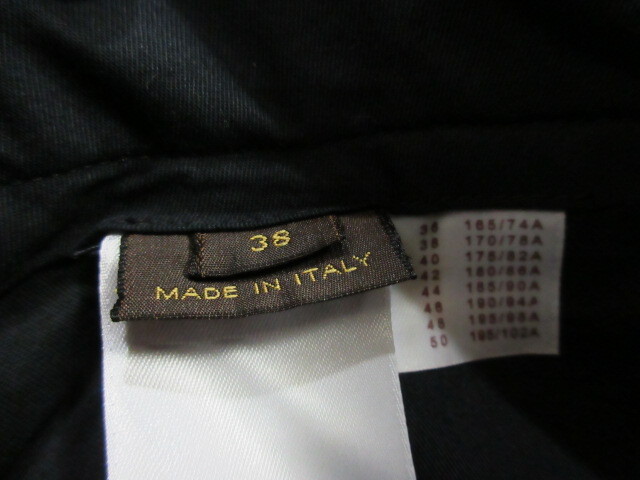 38
MADE IN ITALY
36 165/74A
38 170/78A
40 175/82A
42 180/86A
44 185/90A
46 190/94A
48 195/98A
50 195/102A